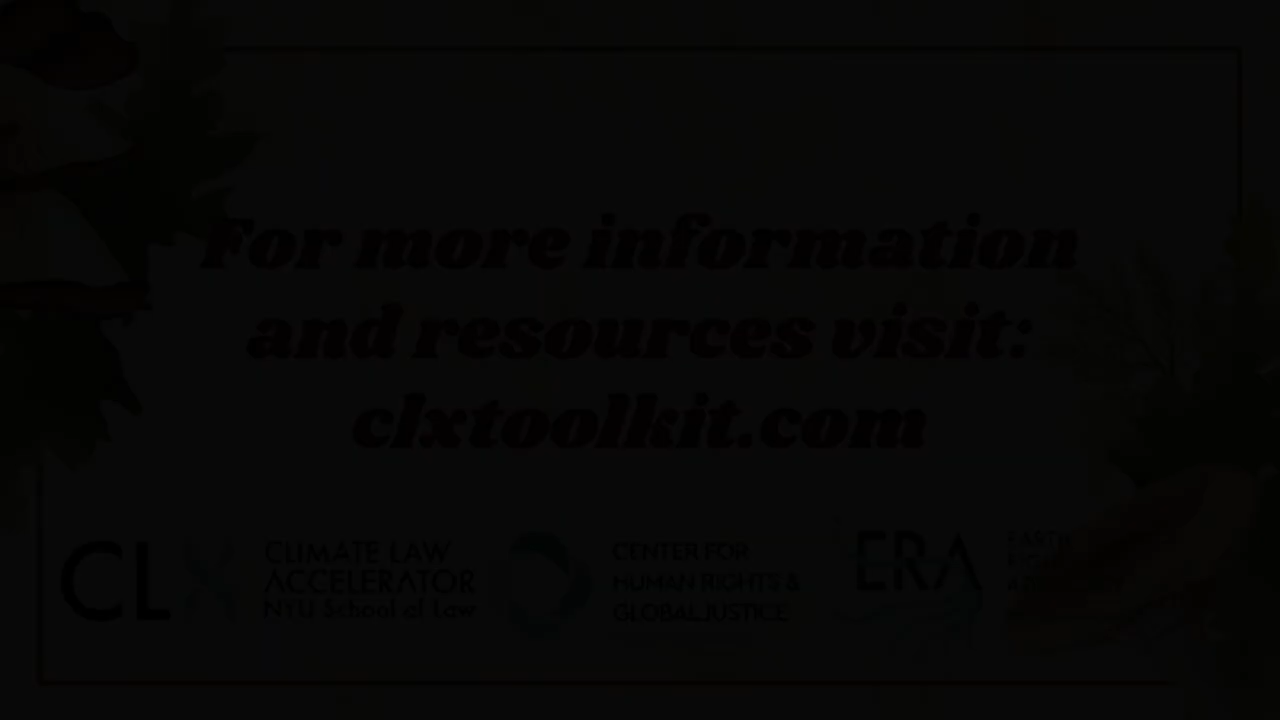 For more information
and resources visit:
clxtoolkit.com
CLX
CLIMATE LAW
ACCELERATOR
NYU School of Law
CENTER FOR
HUMAN RIGHTS &
GLOBAL JUSTICE
ERA
EARTH